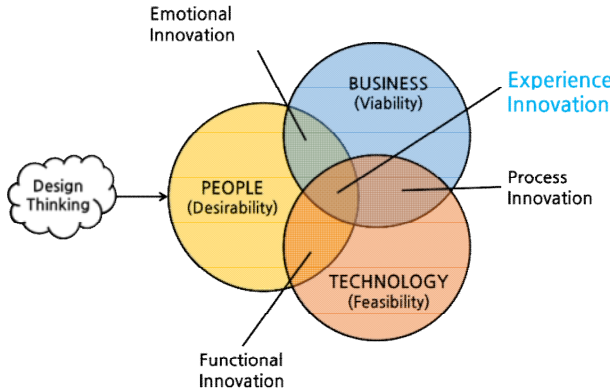 Emotional
Innovation
BUSINESS
(Viability)
Experience
Innovation
Design
Thinking
PEOPLE
(Desirability)
Process
Innovation
TECHNOLOGY
(Feasibility)
Functional
Innovation